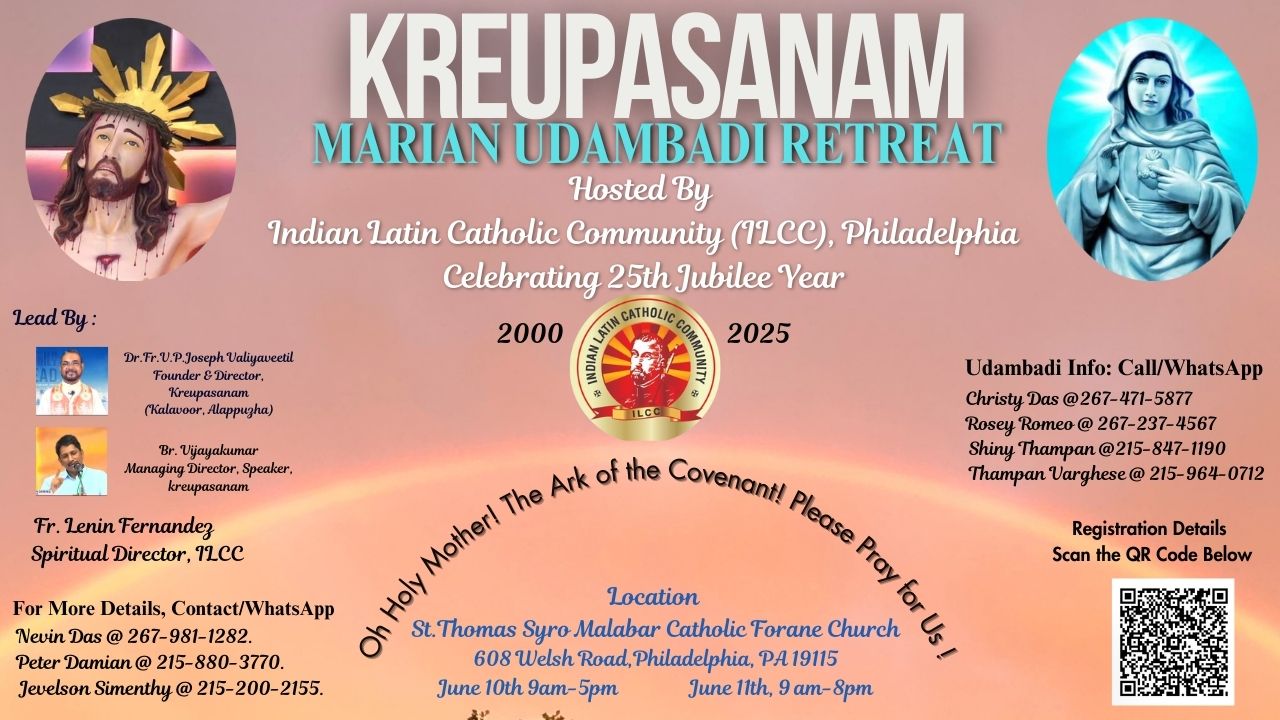 KREUPASANAM
MARIAN UDAMBADI RETREAT
Hosted By
Indian Latin Catholic Community (ILCC), Philadelphia
Celebrating 25th Jubilee Year
2000
INDIAN LATIN CATHOLIC COMMUNITY
ILCC
2025
Lead By :
Dr.Fr.V.P.Joseph Valiyaveetil
Founder & Director,
Kreupasanam
(Kalavoor, Alappuzha)
Br. Vijayakumar
Managing Director, Speaker,
kreupasanam
Fr. Lenin Fernandez
Spiritual Director, ILCC
For More Details, Contact/WhatsApp
Nevin Das @ 267-981-1282.
Peter Damian @ 215-880-3770.
Jevelson Simenthy @ 215-200-2155.
Oh Holy Mother! The Ark of the Covenant! Please Pray for Us !
Location
St.Thomas Syro Malabar Catholic Forane Church
608 Welsh Road,Philadelphia, PA 19115
June 10th 9am-5pm June 11th, 9 am-8pm
Udambadi Info: Call/WhatsApp
Christy Das @267-471-5877
Rosey Romeo @ 267-237-4567
Shiny Thampan @215-847-1190
Thampan Varghese @ 215-964-0712
Registration Details
Scan the QR Code Below